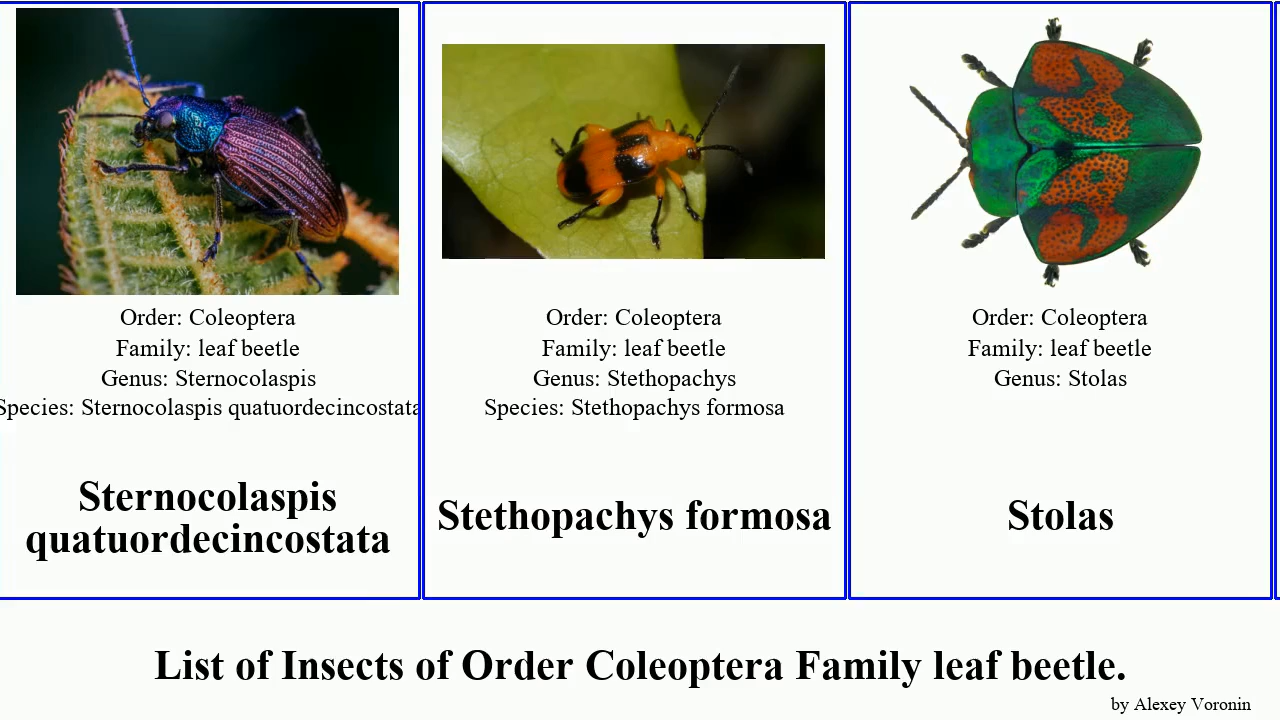 Order: Coleoptera
Family: leaf beetle
Genus: Sternocolaspis
Species: Sternocolaspis quatuordecincostata
Sternocolaspis
quatuordecincostata
Order: Coleoptera
Family: leaf beetle
Genus: Stethopachys
Species: Stethopachys formosa
Stethopachys formosa
Order: Coleoptera
Family: leaf beetle
Genus: Stolas
Stolas
List of Insects of Order Coleoptera Family leaf beetle.
by Alexey Voronin